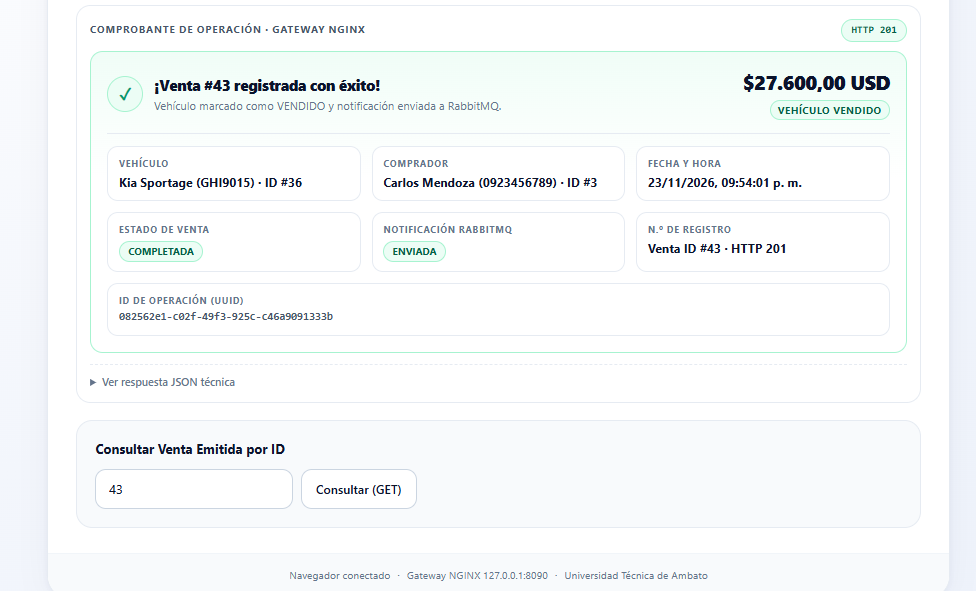 COMPROBANTE DE OPERACIÓN · GATEWAY NGINX
HTTP 201
✓
¡Venta #43 registrada con éxito!
Vehículo marcado como VENDIDO y notificación enviada a RabbitMQ.
$27.600,00 USD
VEHÍCULO VENDIDO
VEHÍCULO
Kia Sportage (GHI9015) · ID #36
COMPRADOR
Carlos Mendoza (0923456789) · ID #3
FECHA Y HORA
23/11/2026, 09:54:01 p. m.
ESTADO DE VENTA
COMPLETADA
NOTIFICACIÓN RABBITMQ
ENVIADA
N.º DE REGISTRO
Venta ID #43 · HTTP 201
ID DE OPERACIÓN (UUID)
082562e1-c02f-49f3-925c-c46a9091333b
▶ Ver respuesta JSON técnica
Consultar Venta Emitida por ID
43
Consultar (GET)
Navegador conectado · Gateway NGINX 127.0.0.1:8090 · Universidad Técnica de Ambato